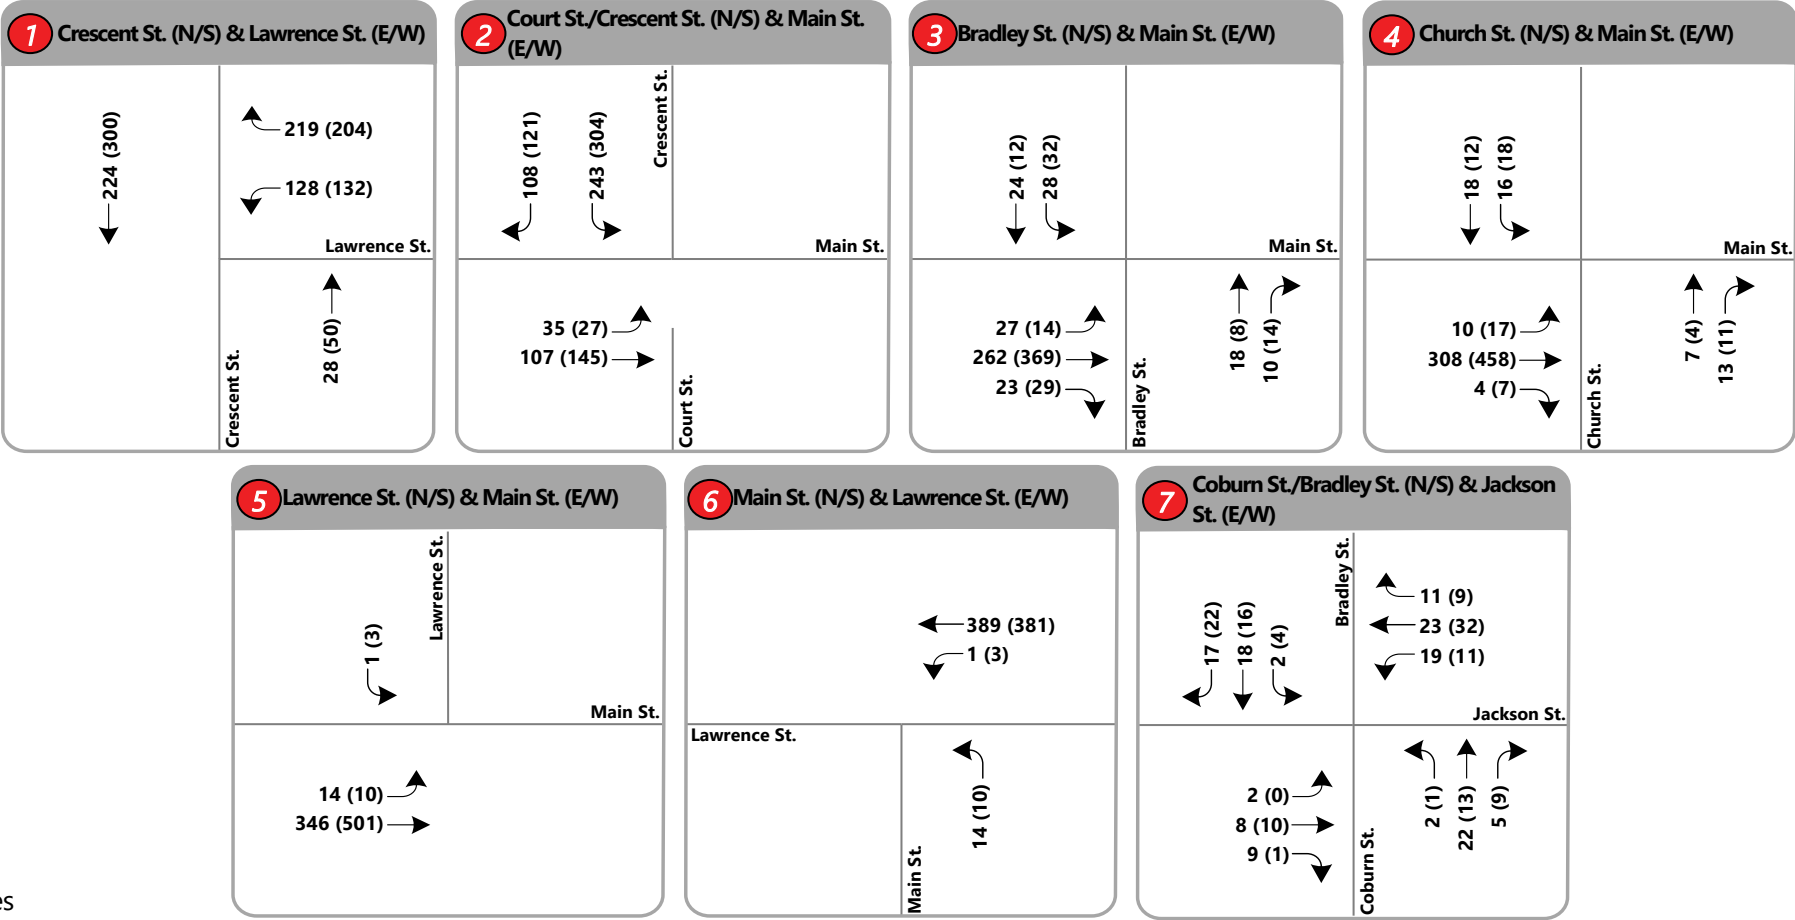 1 Crescent St. (N/S) & Lawrence St. (E/W)
224 (300)
219 (204)
128 (132)
Lawrence St.
28 (50)
Crescent St.
2 Court St./Crescent St. (N/S) & Main St.
(E/W)
108 (121)
243 (304)
Crescent St.
Main St.
35 (27)
107 (145)
Court St.
3 Bradley St. (N/S) & Main St. (E/W)
24 (12)
28 (32)
Main St.
27 (14)
262 (369)
23 (29)
Bradley St.
18 (8)
10 (14)
4 Church St. (N/S) & Main St. (E/W)
18 (12)
16 (18)
Main St.
10 (17)
308 (458)
4 (7)
Church St.
7 (4)
13 (11)
5 Lawrence St. (N/S) & Main St. (E/W)
Lawrence St.
1 (3)
Main St.
14 (10)
346 (501)
6 Main St. (N/S) & Lawrence St. (E/W)
389 (381)
1 (3)
Lawrence St.
14 (10)
Main St.
7 Coburn St./Bradley St. (N/S) & Jackson
St. (E/W)
Bradley St.
17 (22)
18 (16)
2 (4)
11 (9)
23 (32)
19 (11)
Jackson St.
2 (0)
8 (10)
9 (1)
Coburn St.
2 (1)
22 (13)
5 (9)
es